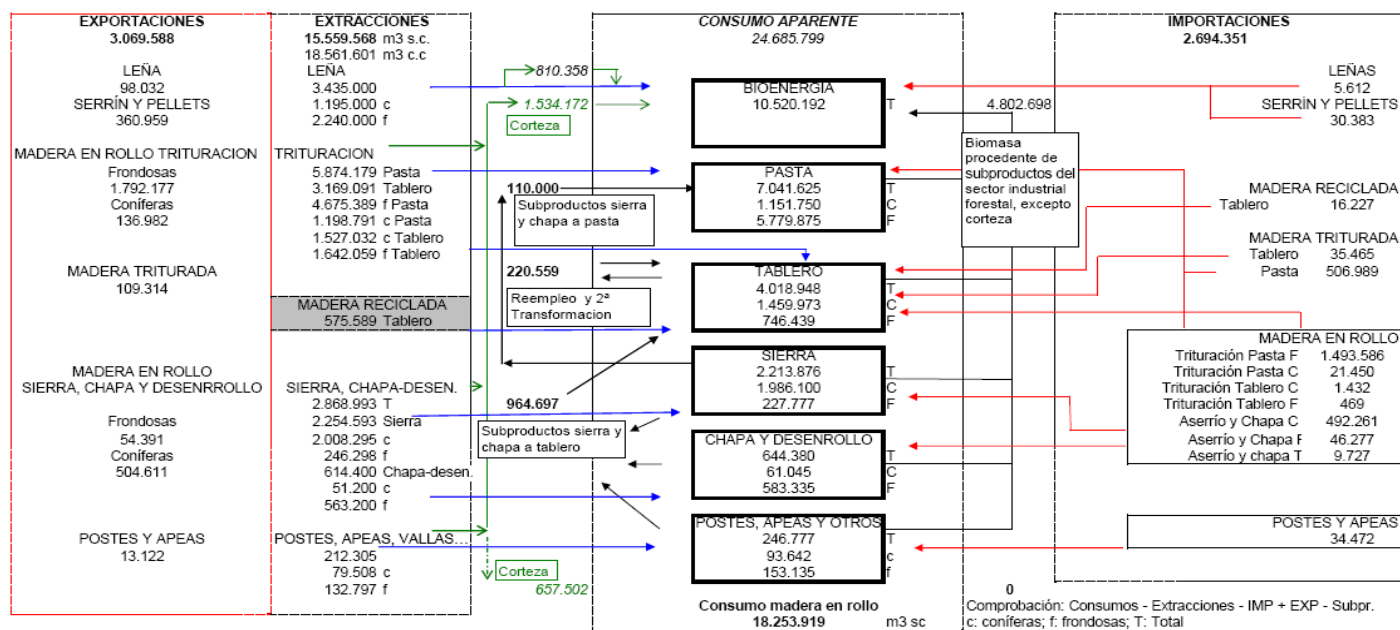 EXPORTACIONES
3.069.588
LEÑA
98.032
SERRÍN Y PELLETS
360.959
MADERA EN ROLLO TRITURACION
Frondosas
1.792.177
Coníferas
136.982
MADERA TRITURADA
109.314
MADERA EN ROLLO
SIERRA, CHAPA Y DESENRROLLO
Frondosas
54.391
Coníferas
504.611
POSTES Y APEAS
13.122
EXTRACCIONES
15.559.568 m3 s.c.
18.561.601 m3 c.c
LEÑA
3.435.000
1.195.000 c
2.240.000 f
TRITURACION
5.874.179 Pasta
3.169.091 Tablero
4.675.389 f Pasta
1.198.791 c Pasta
1.527.032 c Tablero
1.642.059 f Tablero
MADERA RECICLADA
575.589 Tablero
SIERRA, CHAPA-DESEN.
2.868.993 T
2.254.593 Sierra
2.008.295 c
246.298 f
614.400 Chapa-desen.
51.200 c
563.200 f
POSTES, APEAS, VALLAS...
212.305
79.508 c
132.797 f
810.358
1.534.172
Corteza
110.000
Subproductos sierra
y chapa a pasta
220.559
Reempleo y 2ª
Transformacion
964.697
Subproductos sierra y
chapa a tablero
Corteza
657.502
CONSUMO APARENTE
24.685.799
BIOENERGIA
10.520.192 T
PASTA
7.041.625 T
1.151.750 C
5.779.875 F
TABLERO
4.018.948 T
1.459.973 C
746.439 F
SIERRA
2.213.876 T
1.986.100 C
227.777 F
CHAPA Y DESENROLLO
644.380 T
61.045 C
583.335 F
POSTES, APEAS Y OTROS
246.777 T
93.642 c
153.135 f
Consumo madera en rollo
18.253.919 m3 sc
4.802.698
Biomasa
procedente de
subproductos del
sector industrial
forestal, excepto
corteza
IMPORTACIONES
2.694.351
LEÑAS
5.612
SERRÍN Y PELLETS
30.383
MADERA RECICLADA
Tablero 16.227
MADERA TRITURADA
Tablero 35.465
Pasta 506.989
MADERA EN ROLLO
Trituración Pasta F 1.493.586
Trituración Pasta C 21.450
Trituración Tablero C 1.432
Trituración Tablero F 469
Aserrío y Chapa C 492.261
Aserrío y Chapa F 46.277
Aserrío y chapa T 9.727
POSTES Y APEAS
34.472
0
Comprobación: Consumos - Extracciones - IMP + EXP - Subpr.
c: coníferas; f: frondosas; T: Total